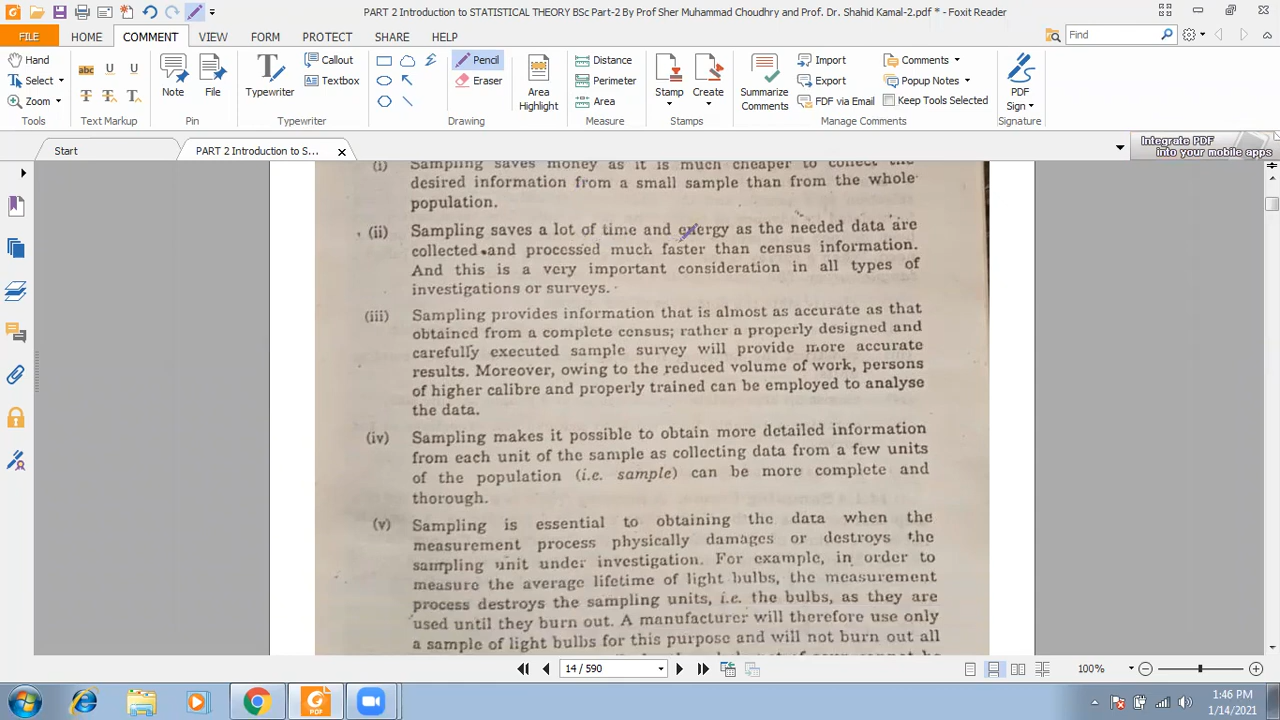 PART 2 Introduction to STATISTICAL THEORY BSc Part-2 By Prof Sher Muhammad Chaudry and Prof. Dr. Shahid Kamal-2.pdf * - Foxit Reader
FILE HOME COMMENT VIEW FORM PROTECT SHARE HELP Find
Hand
Select
Zoom
Tools
abc U U
T T T
Text Markup
Note File
Pin
Typewriter
Callout
Textbox
Typewriter
Pencil
Eraser
Drawing
Area
Highlight
Distance
Perimeter
Area
Measure
Stamp Create
Stamps
Summarize
Comments
Import
Export
FDF via Email
Comments
Popup Notes
Keep Tools Selected
Manage Comments
PDF
Sign
Signature
Start PART 2 Introduction to S...
Integrate PDF
into your mobile apps
(i) Sampling saves money as it is much cheaper to collect the
desired information from a small sample than from the whole
population.
(ii) Sampling saves a lot of time and energy as the needed data are
collected and processed much faster than census information.
And this is a very important consideration in all types of
investigations or surveys.
(iii) Sampling provides information that is almost as accurate as that
obtained from a complete census; rather a properly designed and
carefully executed sample survey will provide more accurate
results. Moreover, owing to the reduced volume of work, persons
of higher calibre and properly trained can be employed to analyse
the data.
(iv) Sampling makes it possible to obtain more detailed information
from each unit of the sample as collecting data from a few units
of the population (i.e. sample) can be more complete and
thorough.
(v) Sampling is essential to obtaining the data when the
measurement process physically damages or destroys the
sampling unit under investigation. For example, in order to
measure the average lifetime of light bulbs, the measurement
process destroys the sampling units, i.e. the bulbs, as they are
used until they burn out. A manufacturer will therefore use only
a sample of light bulbs for this purpose and will not burn out all
14 / 590
100%
PDF
1:46 PM
1/14/2021